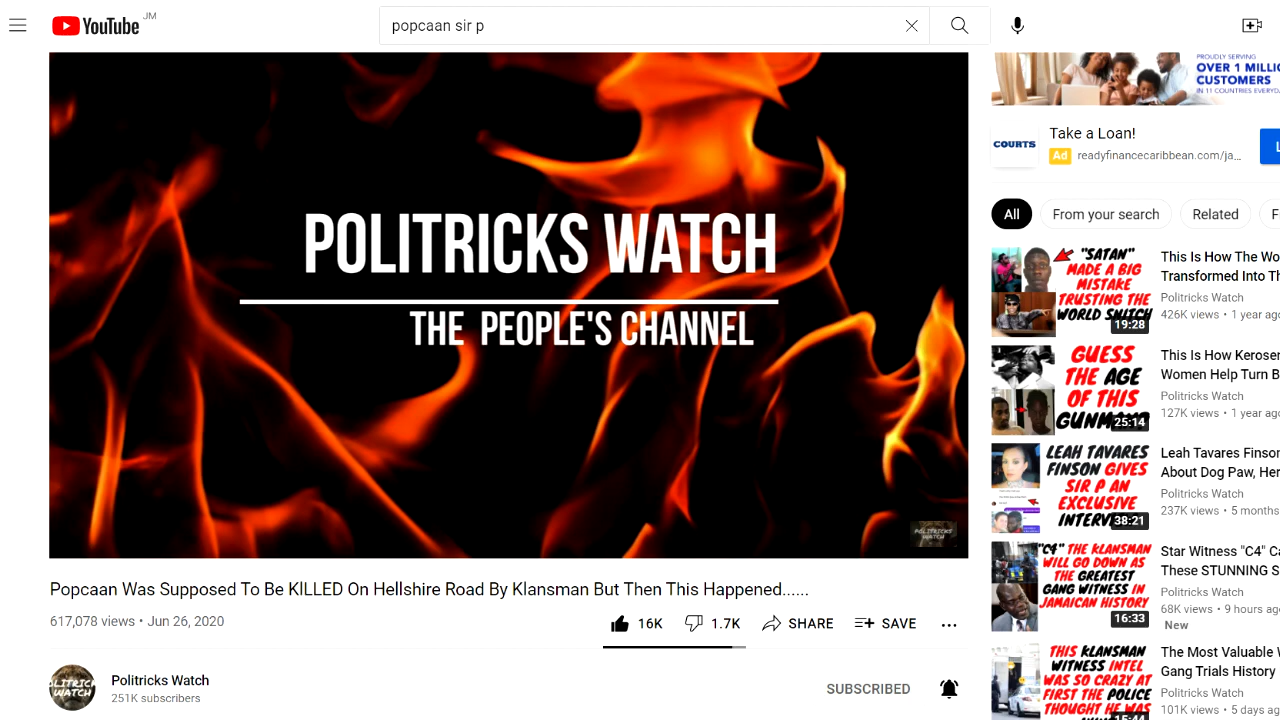 YouTube JM
popcaan sir p
POLITRICKS WATCH
THE PEOPLE'S CHANNEL
POLITRICKS
WATCH
Popcaan Was Supposed To Be KILLED On Hellshire Road By Klansman But Then This Happened......
617,078 views • Jun 26, 2020
16K
1.7K
SHARE
SAVE
POLITRICKS
WATCH
Politricks Watch
251K subscribers
SUBSCRIBED
PROUDLY SERVING
OVER 1 MILLIO
CUSTOMERS
IN 11 COUNTRIES EVERYDA
COURTS
Take a Loan!
Ad readyfinancecaribbean.com/ja...
L
All
From your search
Related
F
"SATAN"
MADE A BIG
MISTAKE
TRUSTING THE
WORLD SNITCH
19:28
This Is How The Wo
Transformed Into Th
Politricks Watch
426K views • 1 year ago
GUESS
THE AGE
OF THIS
GUNMAN?
25:14
This Is How Kerosen
Women Help Turn B
Politricks Watch
127K views • 1 year ago
LEAH TAVARES
FINSON GIVES
SIR P AN
EXCLUSIVE
INTERV
38:21
Leah Tavares Finson
About Dog Paw, Her
Politricks Watch
237K views • 5 months
"C4" THE KLANSMAN
WILL GO DOWN AS
THE GREATEST
GANG WITNESS IN
JAMAICAN HISTORY
16:33
Star Witness "C4" Ca
These STUNNING S
Politricks Watch
68K views • 9 hours ago
New
THIS KLANSMAN
WITNESS INTEL
WAS SO CRAZY AT
FIRST THE POLICE
THOUGHT HE WAS
15:44
The Most Valuable W
Gang Trials History
Politricks Watch
101K views • 5 days ago